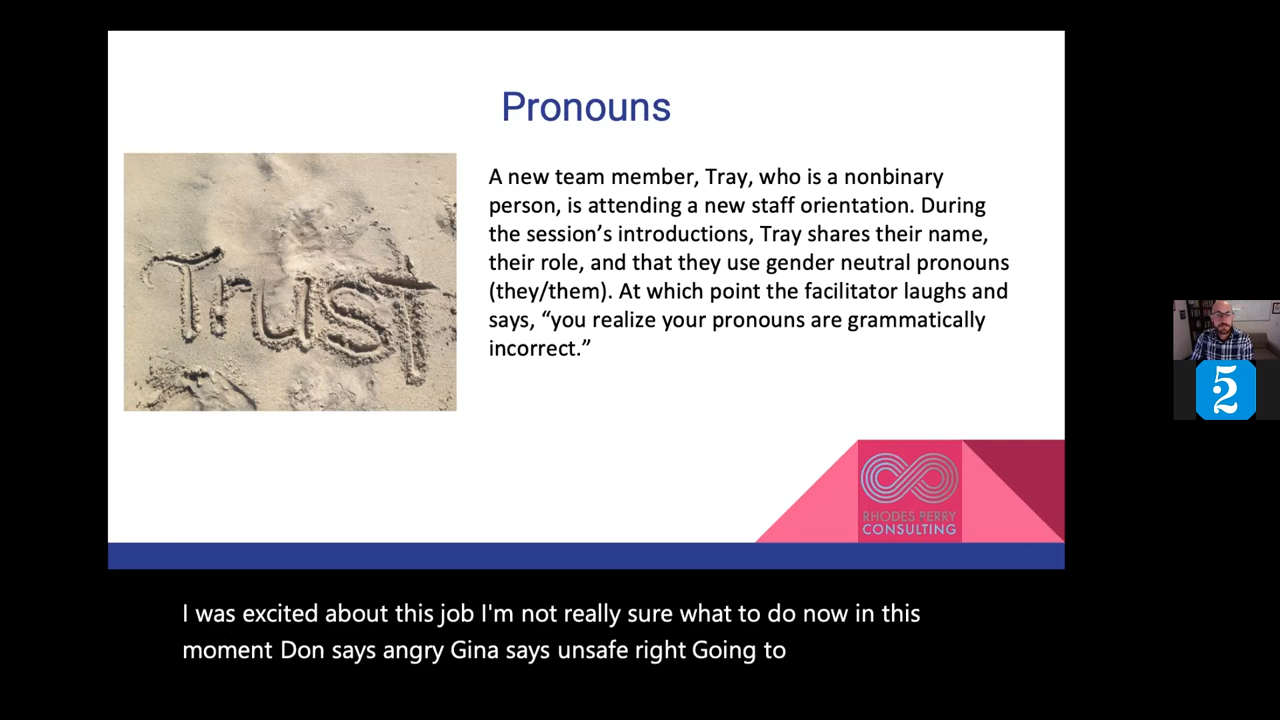 Pronouns
Trust
A new team member, Tray, who is a nonbinary
person, is attending a new staff orientation. During
the session’s introductions, Tray shares their name,
their role, and that they use gender neutral pronouns
(they/them). At which point the facilitator laughs and
says, “you realize your pronouns are grammatically
incorrect.”
52
RHODES PERRY
CONSULTING
I was excited about this job I'm not really sure what to do now in this
moment Don says angry Gina says unsafe right Going to